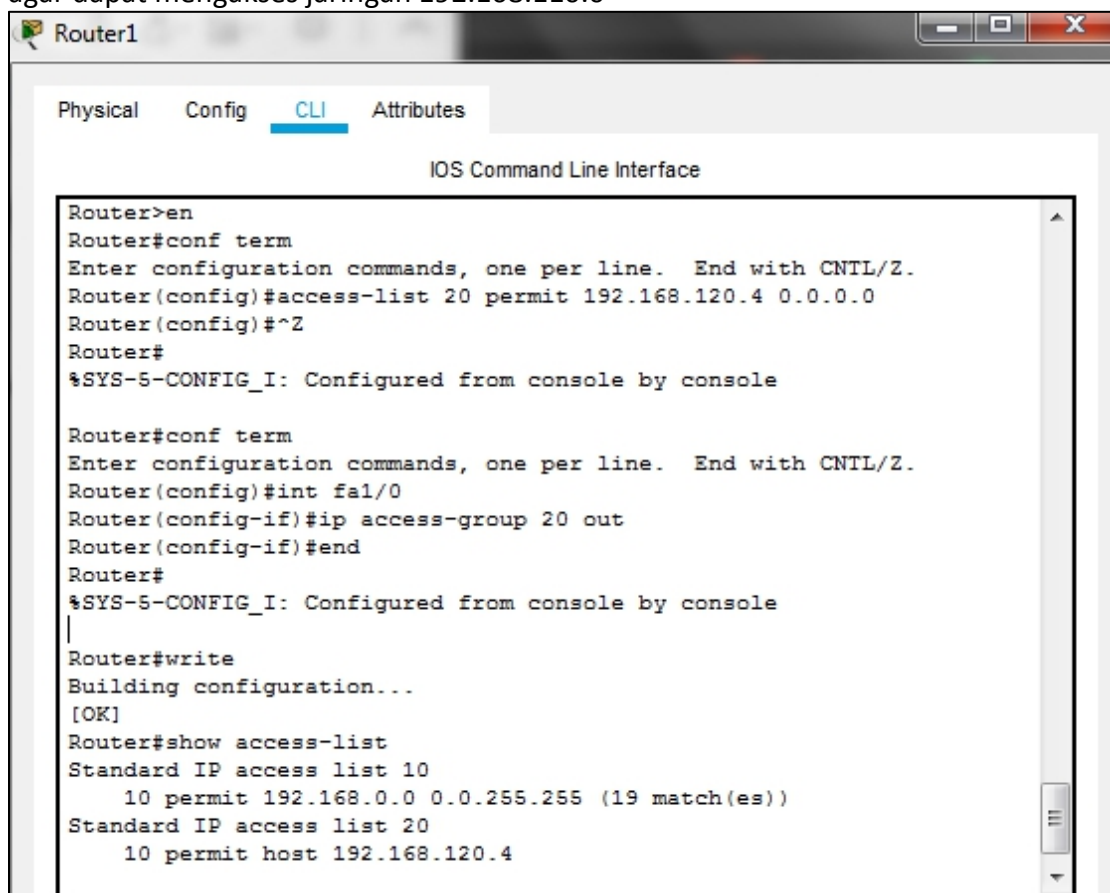 agar dapat mengakses jaringan 192.168.110.0
Router1
Physical Config CLI Attributes
IOS Command Line Interface
Router>en
Router#conf term
Enter configuration commands, one per line.  End with CNTL/Z.
Router(config)#access-list 20 permit 192.168.120.4 0.0.0.0
Router(config)#^Z
Router#
%SYS-5-CONFIG_I: Configured from console by console
Router#conf term
Enter configuration commands, one per line.  End with CNTL/Z.
Router(config)#int fa1/0
Router(config-if)#ip access-group 20 out
Router(config-if)#end
Router#
%SYS-5-CONFIG_I: Configured from console by console
Router#write
Building configuration...
[OK]
Router#show access-list
Standard IP access list 10
    10 permit 192.168.0.0 0.0.255.255 (19 match(es))
Standard IP access list 20
    10 permit host 192.168.120.4